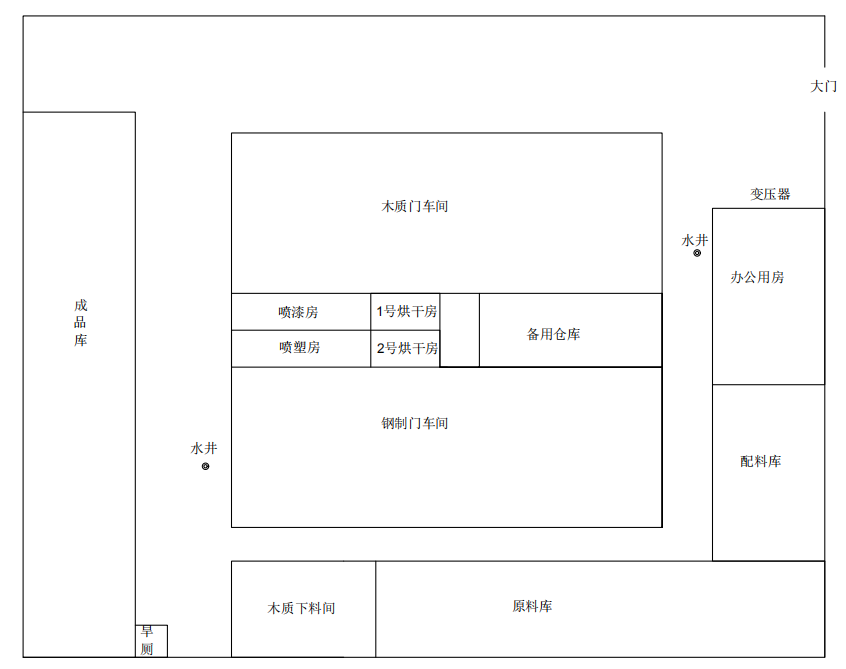 大门
变压器
木质门车间
水井
办公用房
成
品
库
喷漆房
1号烘干房
备用仓库
喷塑房
2号烘干房
钢制门车间
水井
配料库
木质下料间
原料库
旱
厕